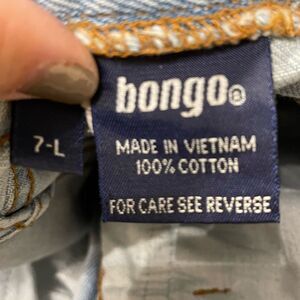 bongo®
7-L
MADE IN VIETNAM
100% COTTON
FOR CARE SEE REVERSE